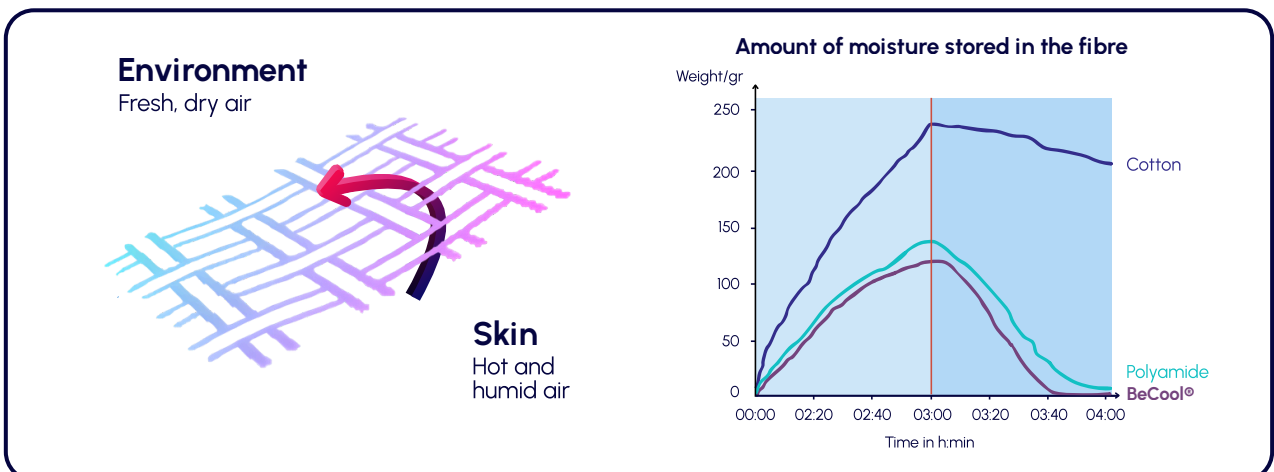 Environment
Fresh, dry air
Skin
Hot and
humid air
Amount of moisture stored in the fibre
Weight/gr
250
200
150
100
50
0
00:00 02:20 02:40 03:00 03:20 03:40 04:00
Time in h:min
Cotton
Polyamide
BeCool®